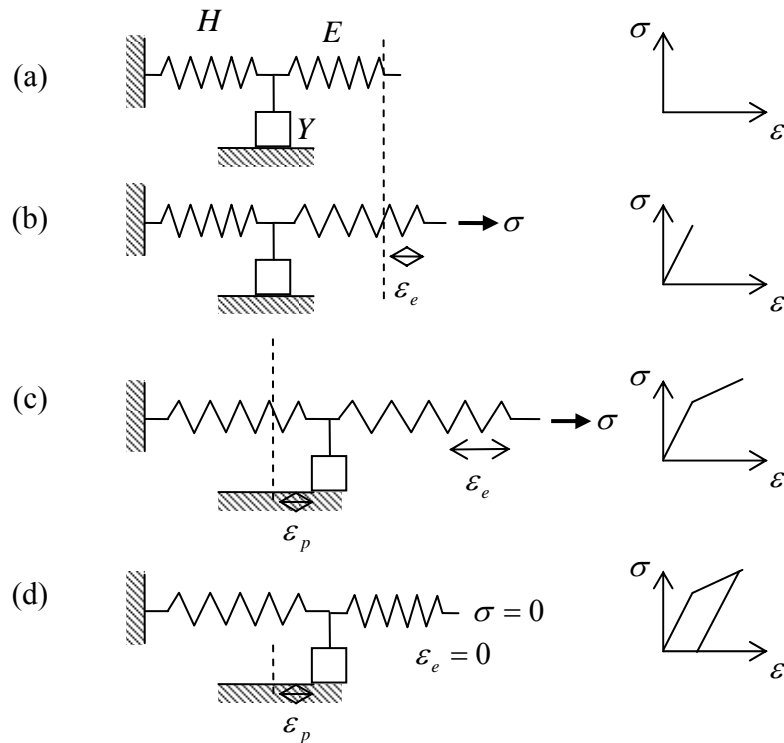 H E σ
(a)
Y ε
(b) σ σ
ε_e ε
(c) σ σ
ε_e ε
ε_p
(d) σ = 0 σ
ε_e = 0 ε
ε_p